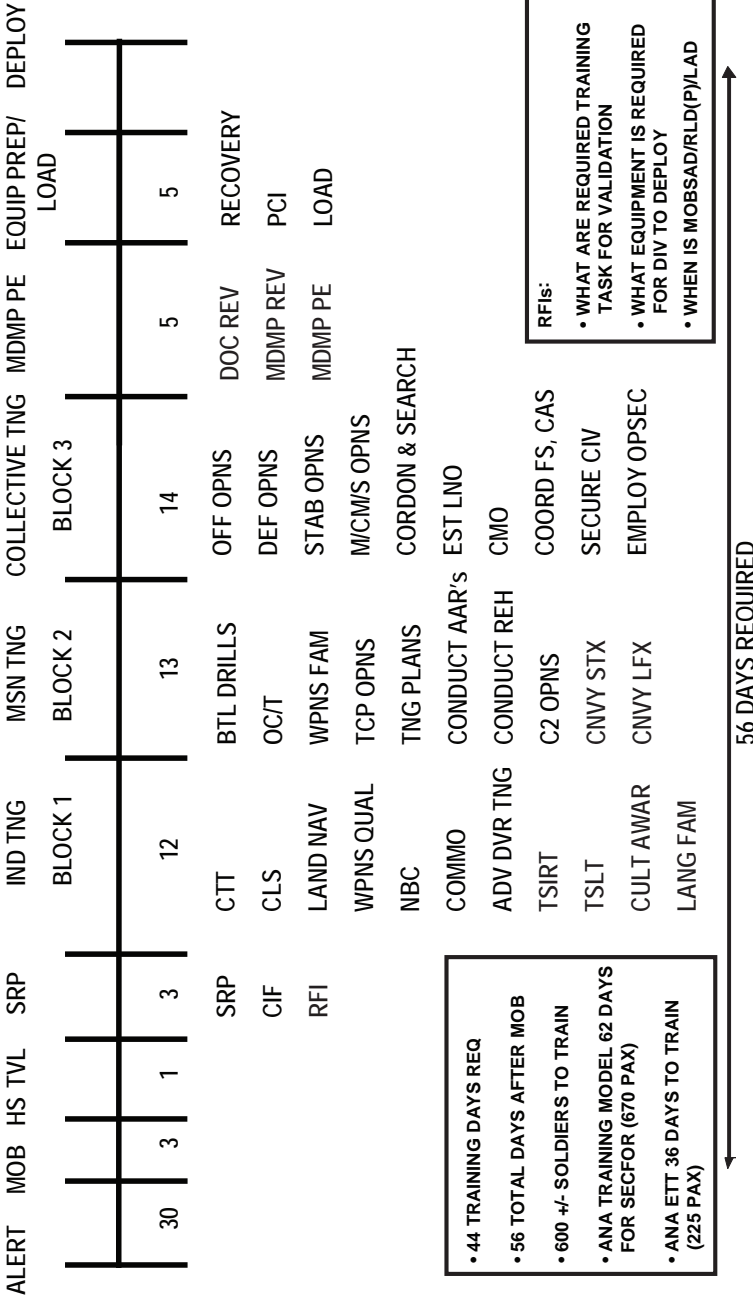 ALERT MOB HS TVL SRP IND TNG MSN TNG COLLECTIVE TNG MDMP PE EQUIP PREP/ DEPLOY
BLOCK 1 BLOCK 2 BLOCK 3 LOAD
30 3 1 3 12 13 14 5 5
SRP
CIF
RFI
CTT
CLS
LAND NAV
WPNS QUAL
NBC
COMMO
ADV DVR TNG
TSIRT
TSLT
CULT AWAR
LANG FAM
BTL DRILLS
OC/T
WPNS FAM
TCP OPNS
TNG PLANS
CONDUCT AAR's
CONDUCT REH
C2 OPNS
CNVY STX
CNVY LFX
OFF OPNS
DEF OPNS
STAB OPNS
M/CM/S OPNS
CORDON & SEARCH
EST LNO
CMO
COORD FS, CAS
SECURE CIV
EMPLOY OPSEC
DOC REV
MDMP REV
MDMP PE
RECOVERY
PCI
LOAD
• 44 TRAINING DAYS REQ
• 56 TOTAL DAYS AFTER MOB
• 600 +/- SOLDIERS TO TRAIN
• ANA TRAINING MODEL 62 DAYS
FOR SECFOR (670 PAX)
• ANA ETT 36 DAYS TO TRAIN
(225 PAX)
RFIs:
• WHAT ARE REQUIRED TRAINING
TASK FOR VALIDATION
• WHAT EQUIPMENT IS REQUIRED
FOR DIV TO DEPLOY
• WHEN IS MOBSAD/RLD(P)/LAD
56 DAYS REQUIRED